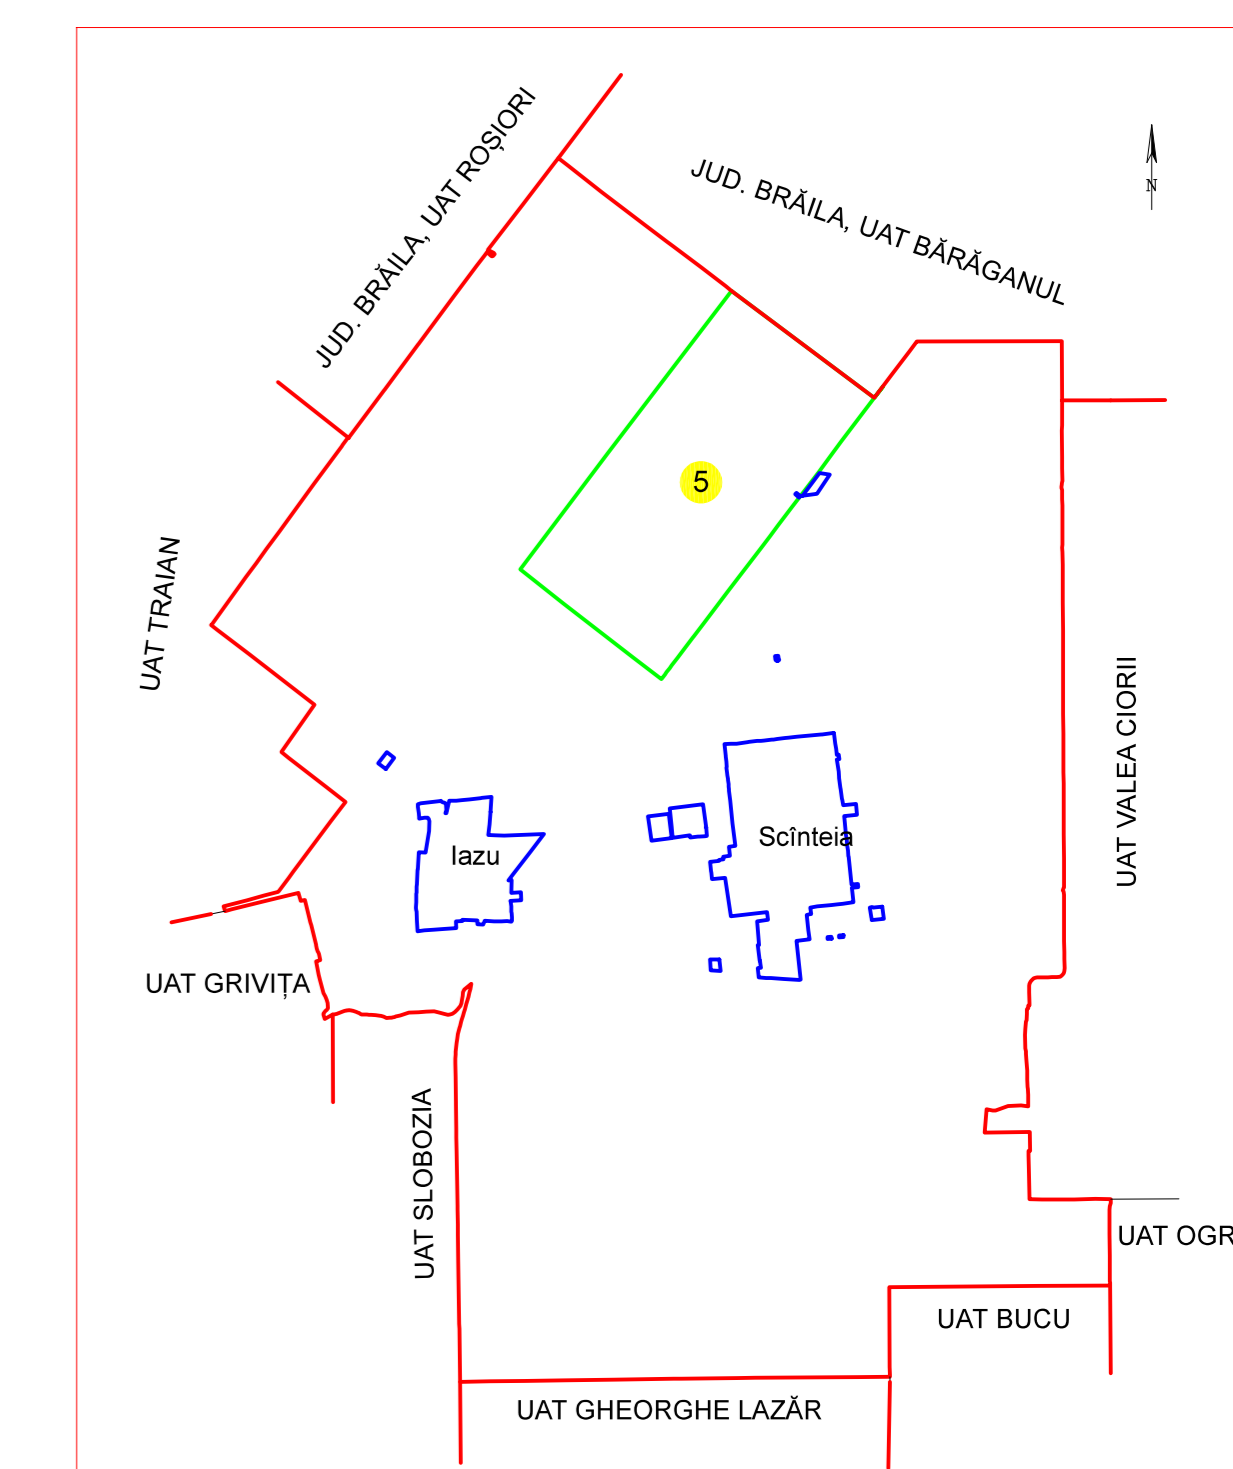 JUD. BRĂILA, UAT ROȘIORI
JUD. BRĂILA, UAT BĂRĂGANUL
N
5
UAT TRAIAN
UAT VALEA CIORII
Scînteia
Iazu
UAT GRIVIȚA
UAT SLOBOZIA
UAT OGR
UAT BUCU
UAT GHEORGHE LAZĂR